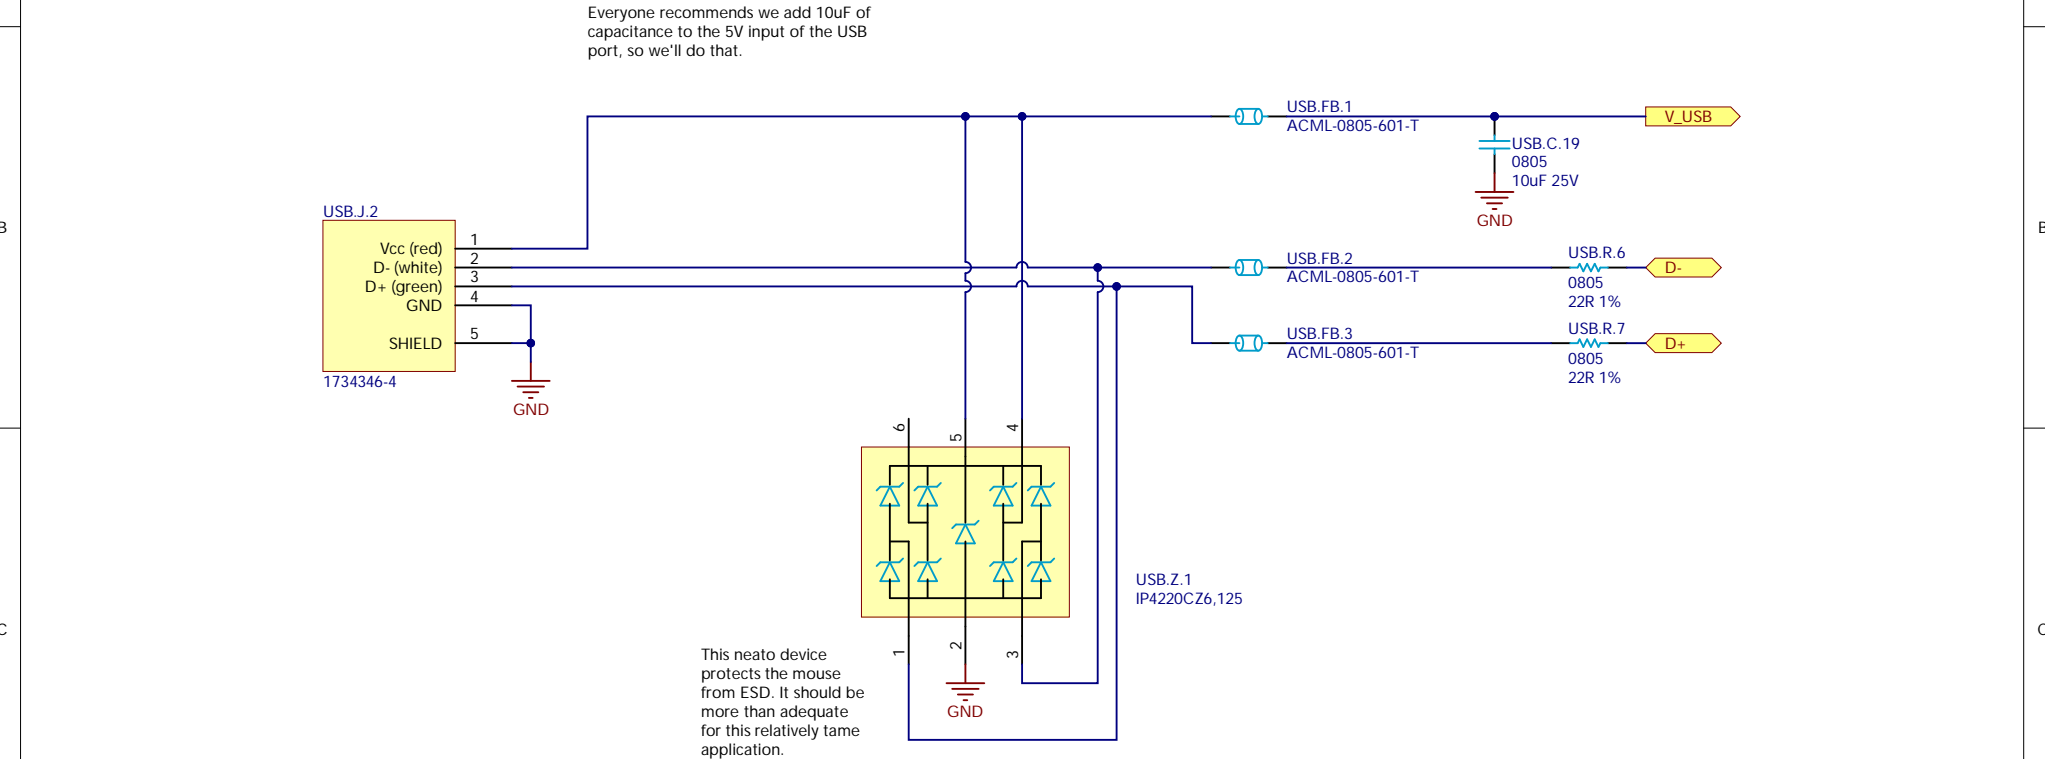 Everyone recommends we add 10uF of
capacitance to the 5V input of the USB
port, so we'll do that.
USB.FB.1
ACML-0805-601-T
V_USB
USB.C.19
0805
10uF 25V
GND
USB.J.2
Vcc (red)
1
D- (white)
2
D+ (green)
3
GND
4
SHIELD
5
1734346-4
GND
USB.FB.2
ACML-0805-601-T
USB.R.6
0805
22R 1%
D-
USB.FB.3
ACML-0805-601-T
USB.R.7
0805
22R 1%
D+
6
5
4
USB.Z.1
IP4220CZ6,125
1
2
3
GND
This neato device
protects the mouse
from ESD. It should be
more than adequate
for this relatively tame
application.
B
B
C
C